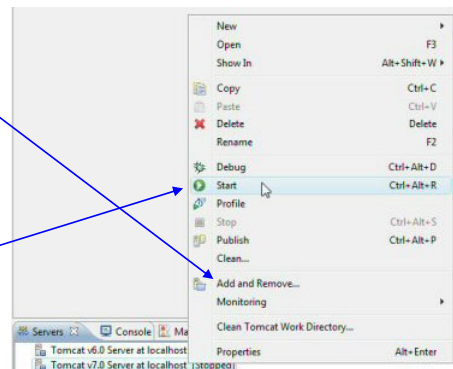 New
Open F3
Show In Alt+Shift+W
Copy Ctrl+C
Paste Ctrl+V
Delete Delete
Rename F2
Debug Ctrl+Alt+D
Start Ctrl+Alt+R
Profile
Stop Ctrl+Alt+S
Publish Ctrl+Alt+P
Clean...
Add and Remove...
Monitoring
Clean Tomcat Work Directory...
Properties Alt+Enter
Servers Console Ma
Tomcat v6.0 Server at localhost
Tomcat v7.0 Server at localhost [Stopped]